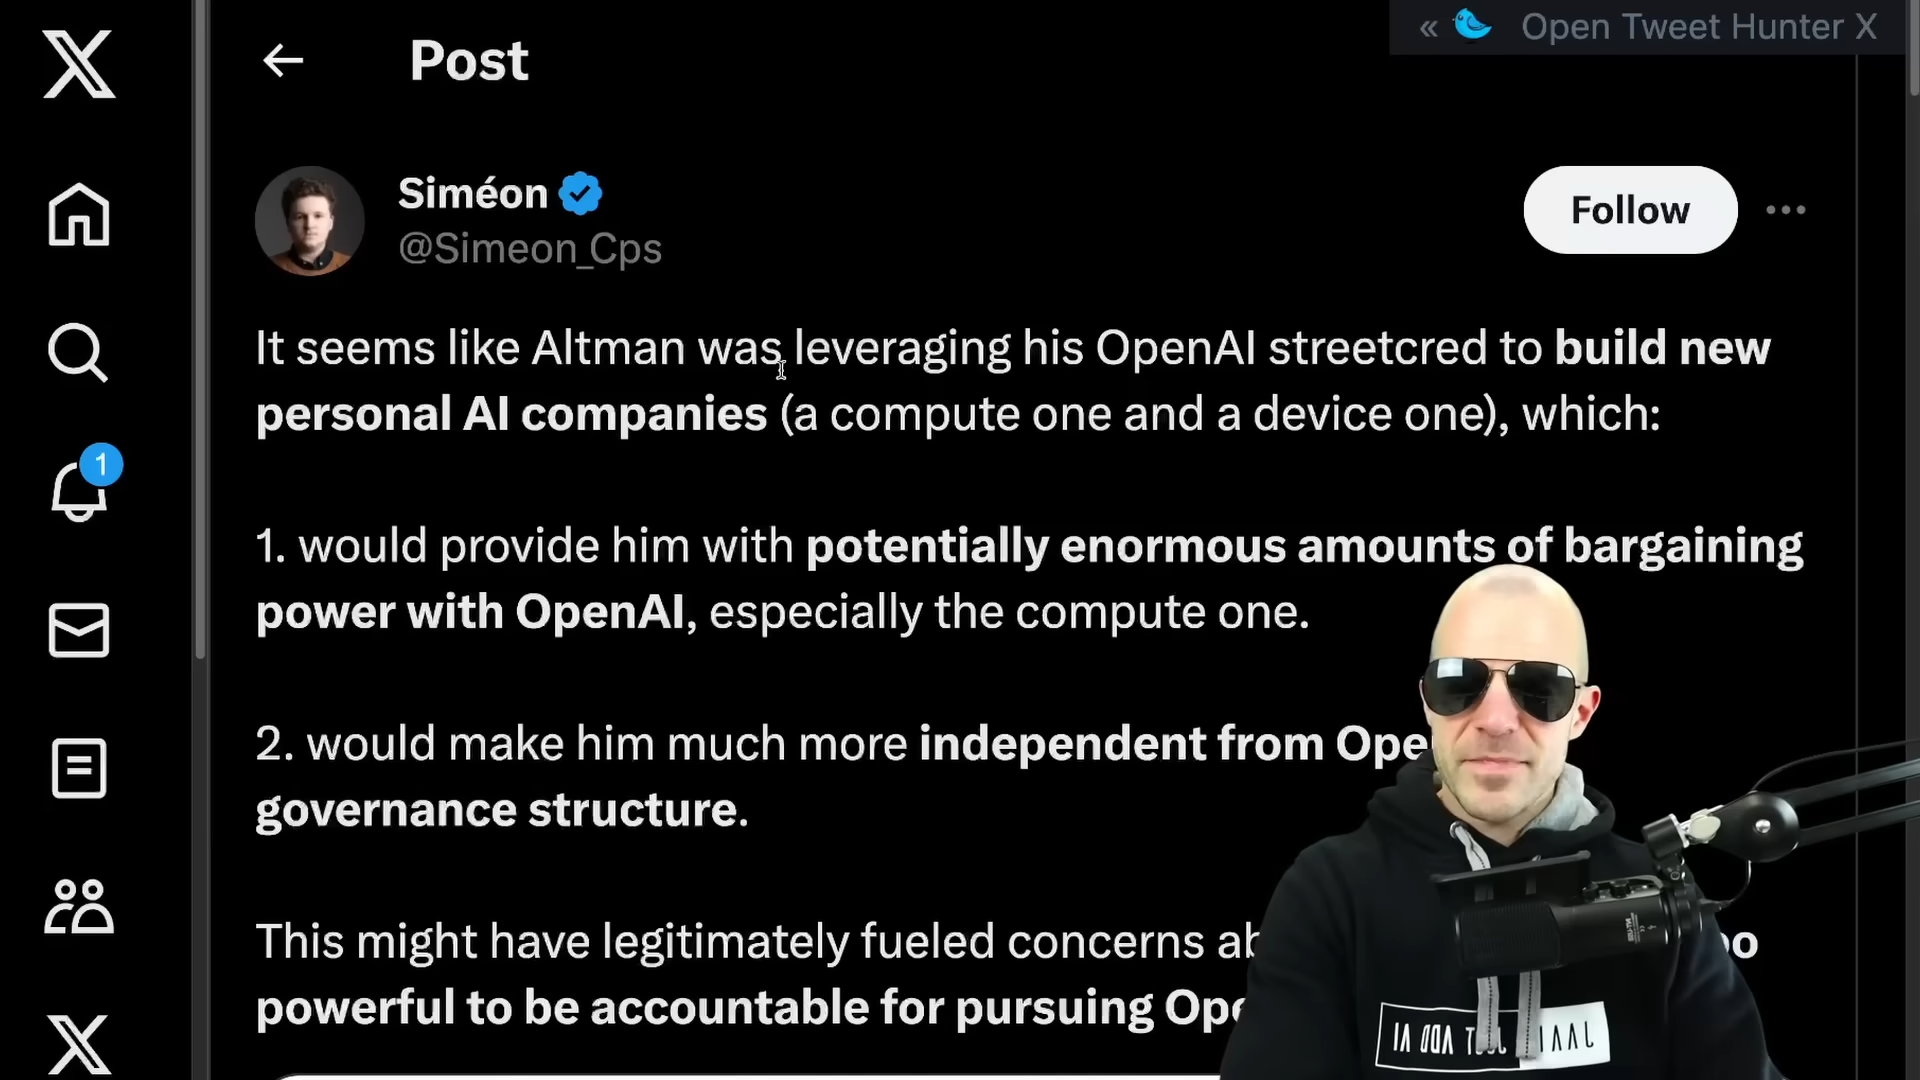 « Open Tweet Hunter X
Post
Siméon
@Simeon_Cps
Follow
It seems like Altman was leveraging his OpenAI streetcred to build new
personal AI companies (a compute one and a device one), which:
1. would provide him with potentially enormous amounts of bargaining
power with OpenAI, especially the compute one.
1
2. would make him much more independent from Ope
governance structure.
This might have legitimately fueled concerns ab
powerful to be accountable for pursuing Ope